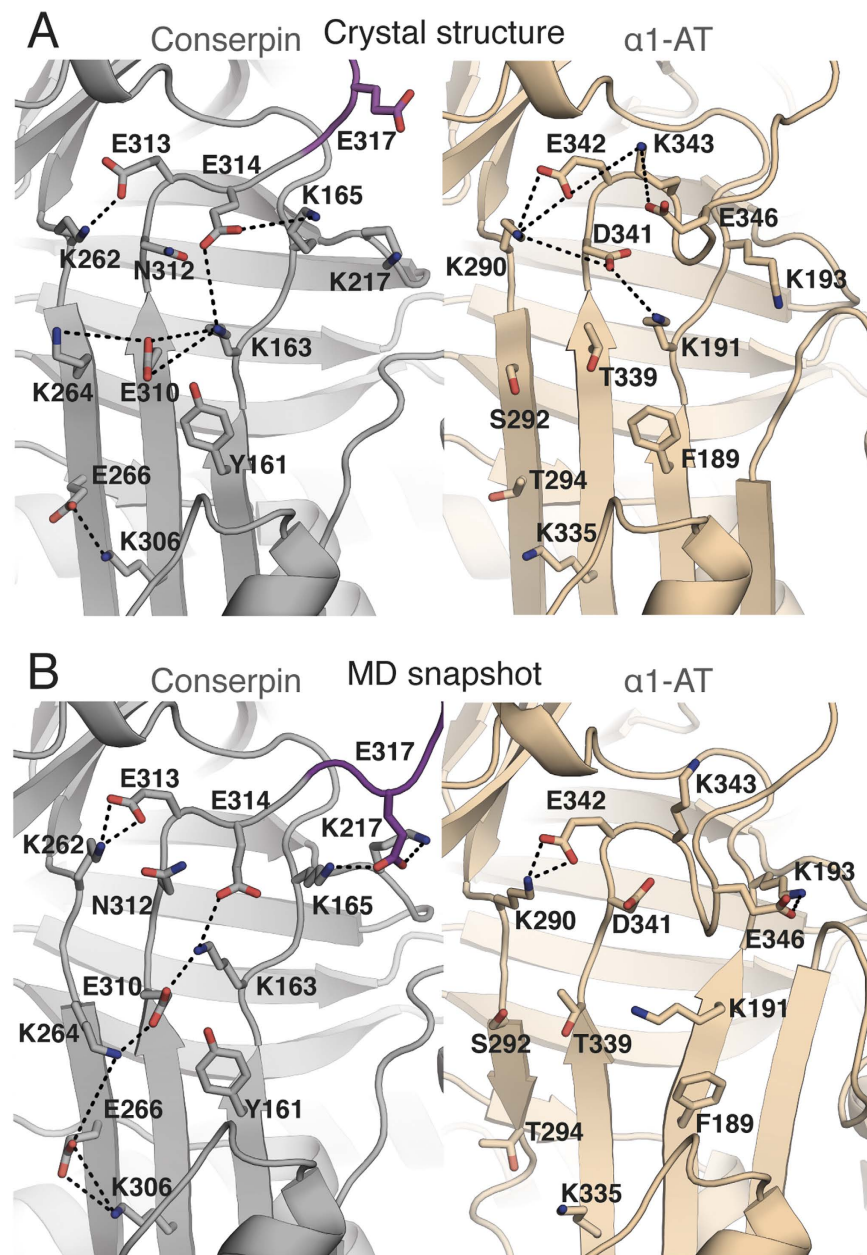 A
Crystal structure
Conserpin
α1-AT
E317
E313
E314
K165
K262
N312
K217
K163
K264
E310
Y161
E266
K306
E342
K343
E346
D341
K290
K193
K191
T339
S292
F189
T294
K335
B
MD snapshot
Conserpin
α1-AT
E317
E313
E314
K217
K262
N312
K165
E310
K163
K264
Y161
E266
K306
K343
E342
K193
K290
D341
E346
K191
S292
T339
F189
T294
K335